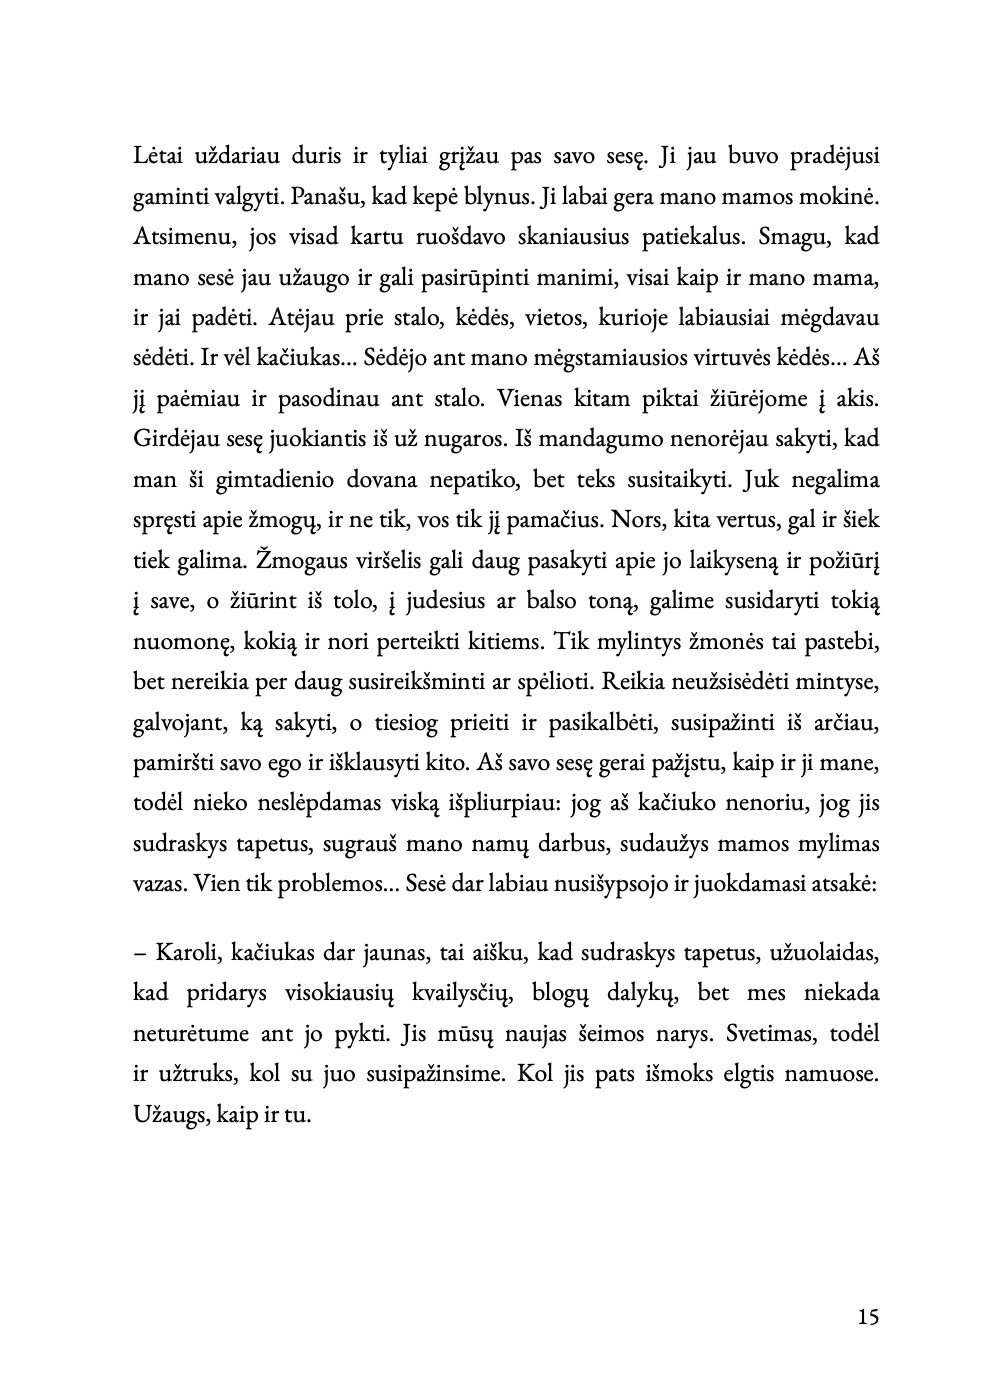 Lėtai uždariau duris ir tyliai grįžau pas savo sesę. Ji jau buvo pradėjusi
gaminti valgyti. Panašu, kad kepė blynus. Ji labai gera mano mamos mokinė.
Atsimenu, jos visad kartu ruošdavo skaniausius patiekalus. Smagu, kad
mano sesė jau užaugo ir gali pasirūpinti manimi, visai kaip ir mano mama,
ir jai padėti. Atėjau prie stalo, kėdės, vietos, kurioje labiausiai mėgdavau
sėdėti. Ir vėl kačiukas... Sėdėjo ant mano mėgstamiausios virtuvės kėdės... Aš
jį paėmiau ir pasodinau ant stalo. Vienas kitam piktai žiūrėjome į akis.
Girdėjau sesę juokiantis iš už nugaros. Iš mandagumo nenorėjau sakyti, kad
man ši gimtadienio dovana nepatiko, bet teks susitaikyti. Juk negalima
spręsti apie žmogų, ir ne tik, vos tik jį pamačius. Nors, kita vertus, gal ir šiek
tiek galima. Žmogaus viršelis gali daug pasakyti apie jo laikyseną ir požiūrį
į save, o žiūrint iš tolo, į judesius ar balso toną, galime susidaryti tokią
nuomonę, kokią ir nori perteikti kitiems. Tik mylintys žmonės tai pastebi,
bet nereikia per daug susireikšminti ar spėlioti. Reikia neužsisėdėti mintyse,
galvojant, ką sakyti, o tiesiog prieiti ir pasikalbėti, susipažinti iš arčiau,
pamiršti savo ego ir išklausyti kito. Aš savo sesę gerai pažįstu, kaip ir ji mane,
todėl nieko neslėpdamas viską išpliurpiau: jog aš kačiuko nenoriu, jog jis
sudraskys tapetus, sugrauš mano namų darbus, sudaužys mamos mylimas
vazas. Vien tik problemos... Sesė dar labiau nusišypsojo ir juokdamasi atsakė:
– Karoli, kačiukas dar jaunas, tai aišku, kad sudraskys tapetus, užuolaidas,
kad pridarys visokiausių kvailysčių, blogų dalykų, bet mes niekada
neturėtume ant jo pykti. Jis mūsų naujas šeimos narys. Svetimas, todėl
ir užtruks, kol su juo susipažinsime. Kol jis pats išmoks elgtis namuose.
Užaugs, kaip ir tu.
15